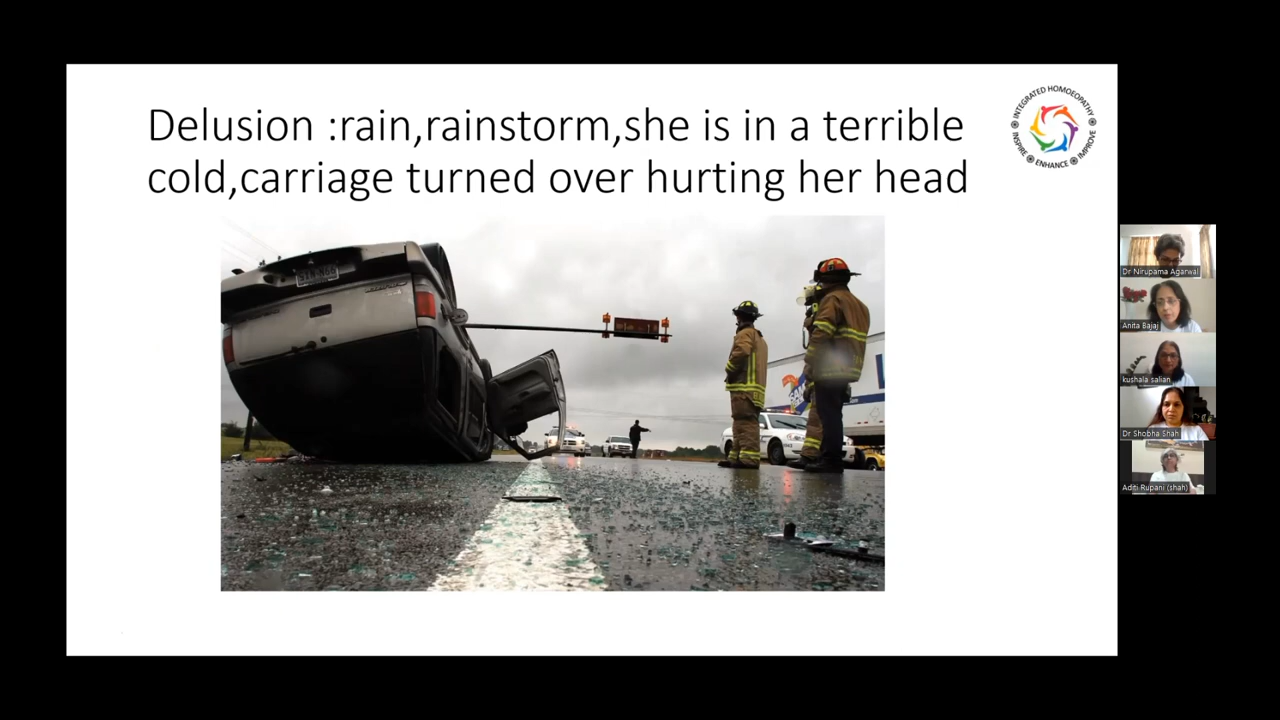 Delusion :rain,rainstorm,she is in a terrible
cold,carriage turned over hurting her head
INTEGRATED HOMOEOPATHY
INSPIRE
ENHANCE
IMPROVE
Dr Nirupama Agarwal
Anita Bajaj
kushala salian
Dr Shobha Shah
Aditi Rupani (shah)